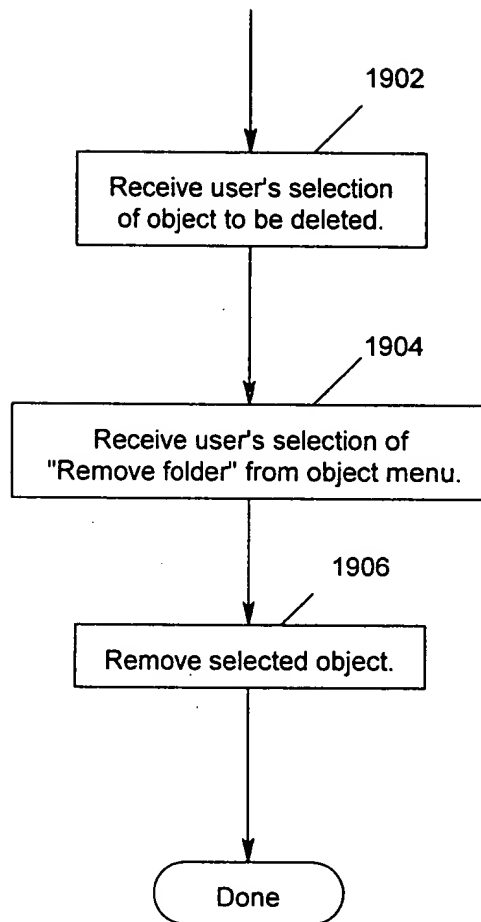 1902
Receive user's selection
of object to be deleted.
1904
Receive user's selection of
"Remove folder" from object menu.
1906
Remove selected object.
Done